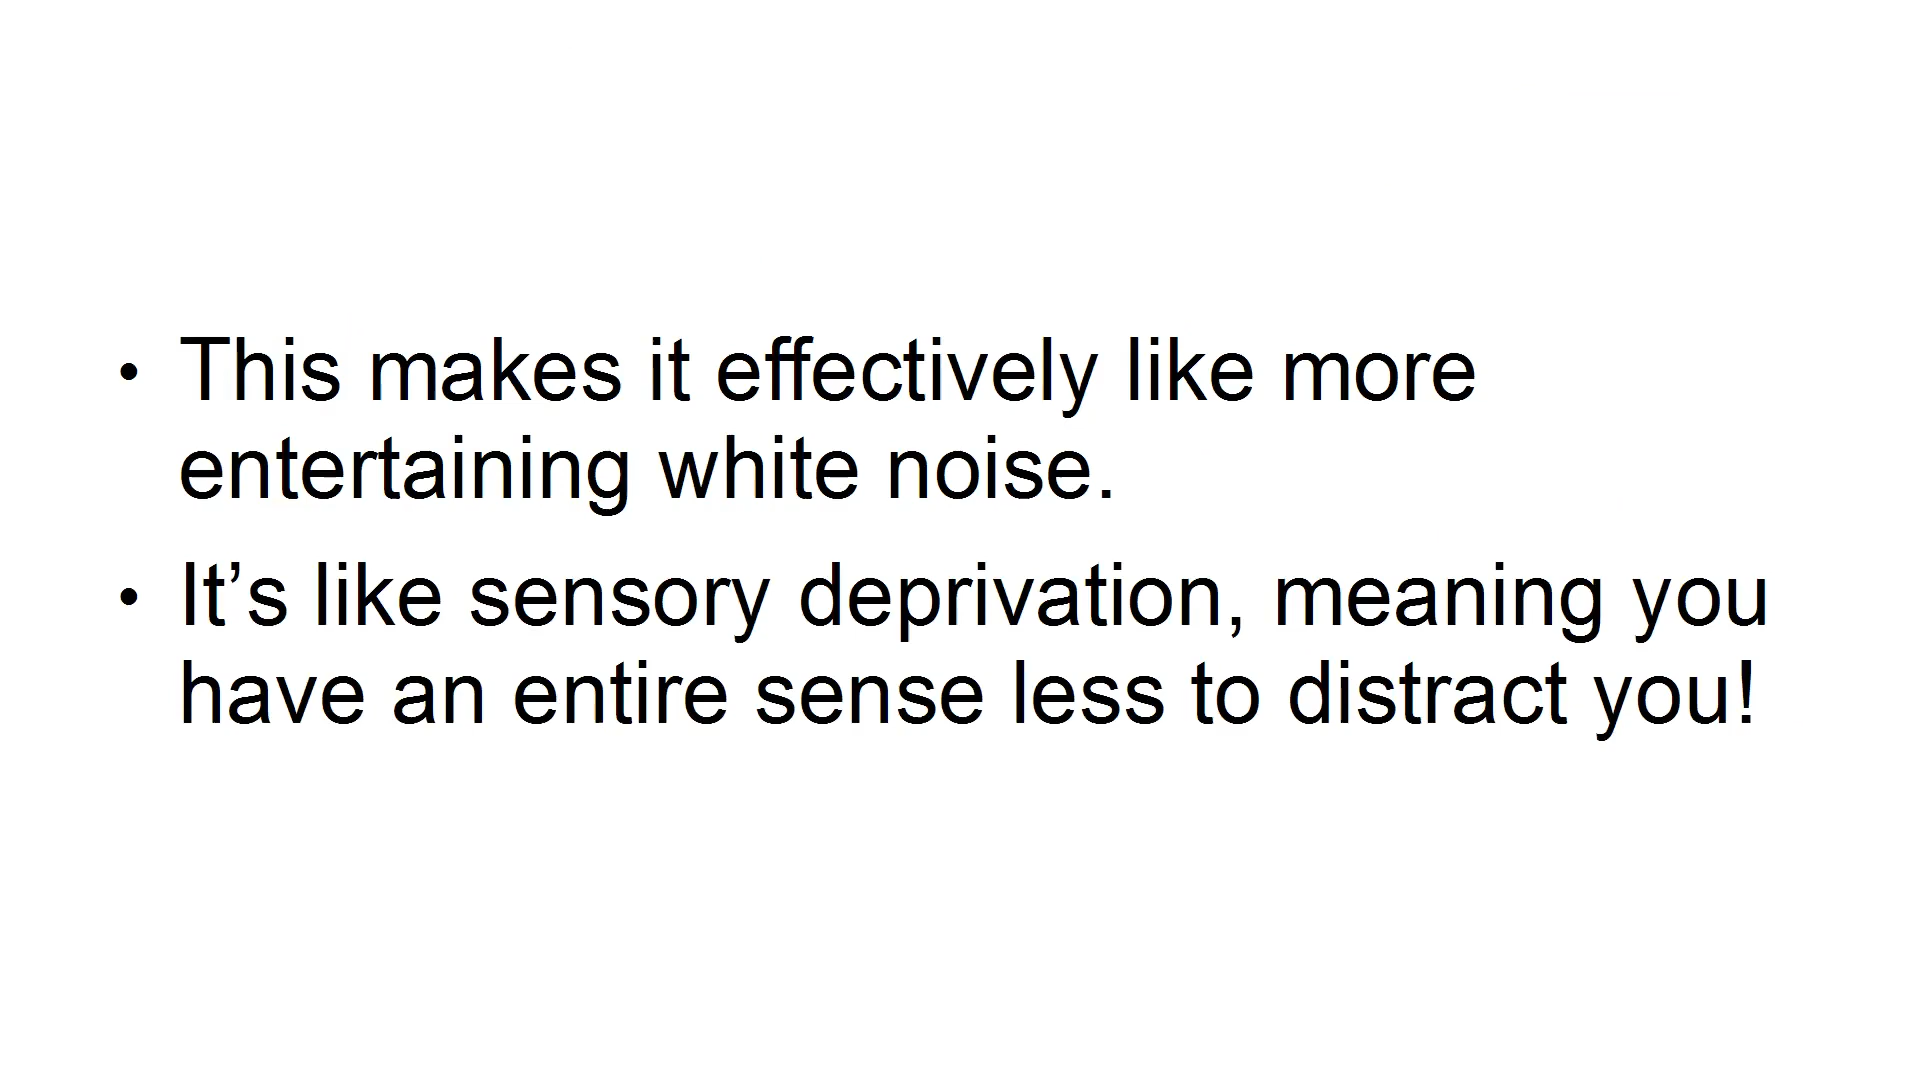 • This makes it effectively like more
entertaining white noise.
• It’s like sensory deprivation, meaning you
have an entire sense less to distract you!